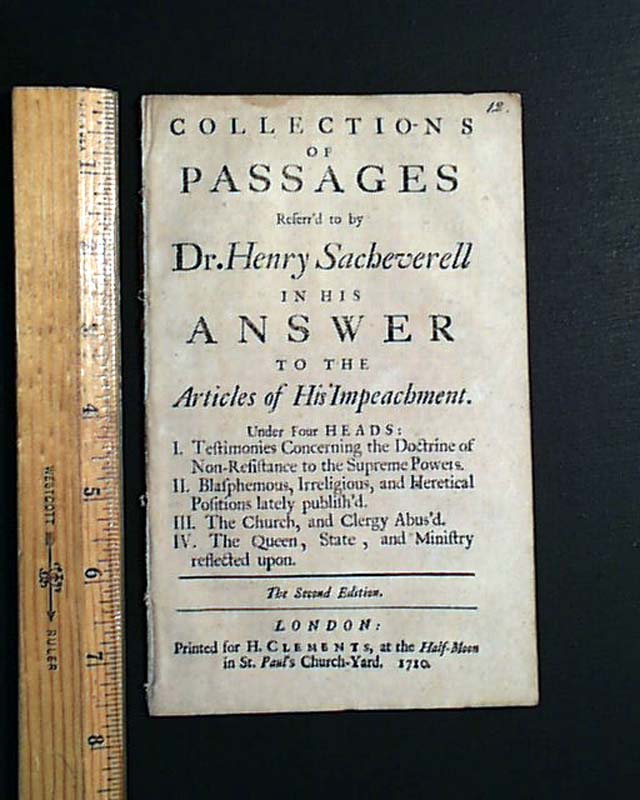 12.
COLLECTIONS
OF
PASSAGES
Referr'd to by
Dr. Henry Sacheverell
IN HIS
ANSWER
TO THE
Articles of His Impeachment.
Under Four HEADS:
I. Teſtimonies Concerning the Doctrine of
Non-Reſiſtance to the Supreme Powers.
II. Blaſphemous, Irreligious, and Heretical
Poſitions lately publiſh'd.
III. The Church, and Clergy Abus'd.
IV. The Queen, State, and Miniſtry
reflected upon.
The Second Edition.
LONDON:
Printed for H. CLEMENTS, at the Half-Moon
in St. Paul's Church-Yard. 1710.
1
2
3
4
5
6
7
8
WESTCOTT
RULER